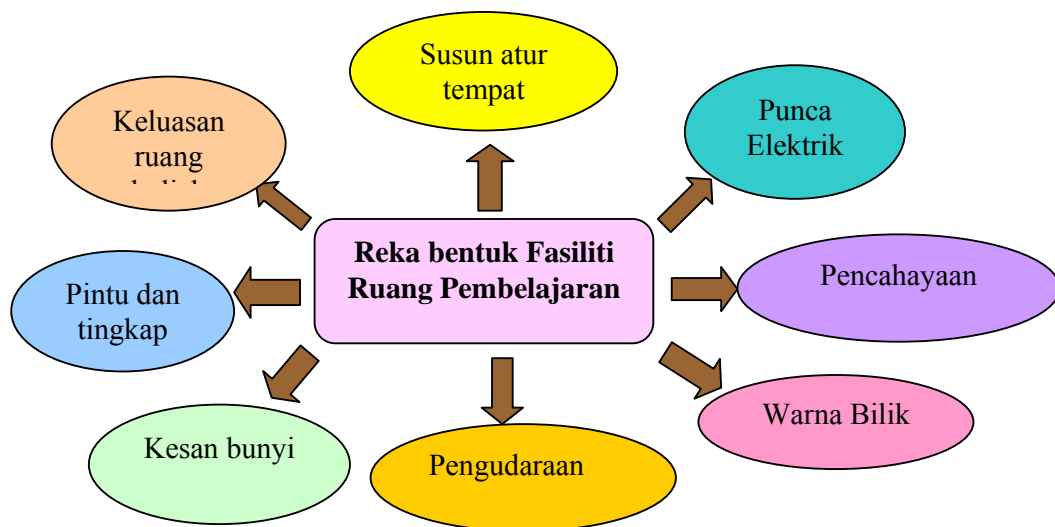 Susun atur
tempat
Punca
Elektrik
Keluasan
ruang
Reka bentuk Fasiliti
Ruang Pembelajaran
Pencahayaan
Pintu dan
tingkap
Warna Bilik
Kesan bunyi
Pengudaraan